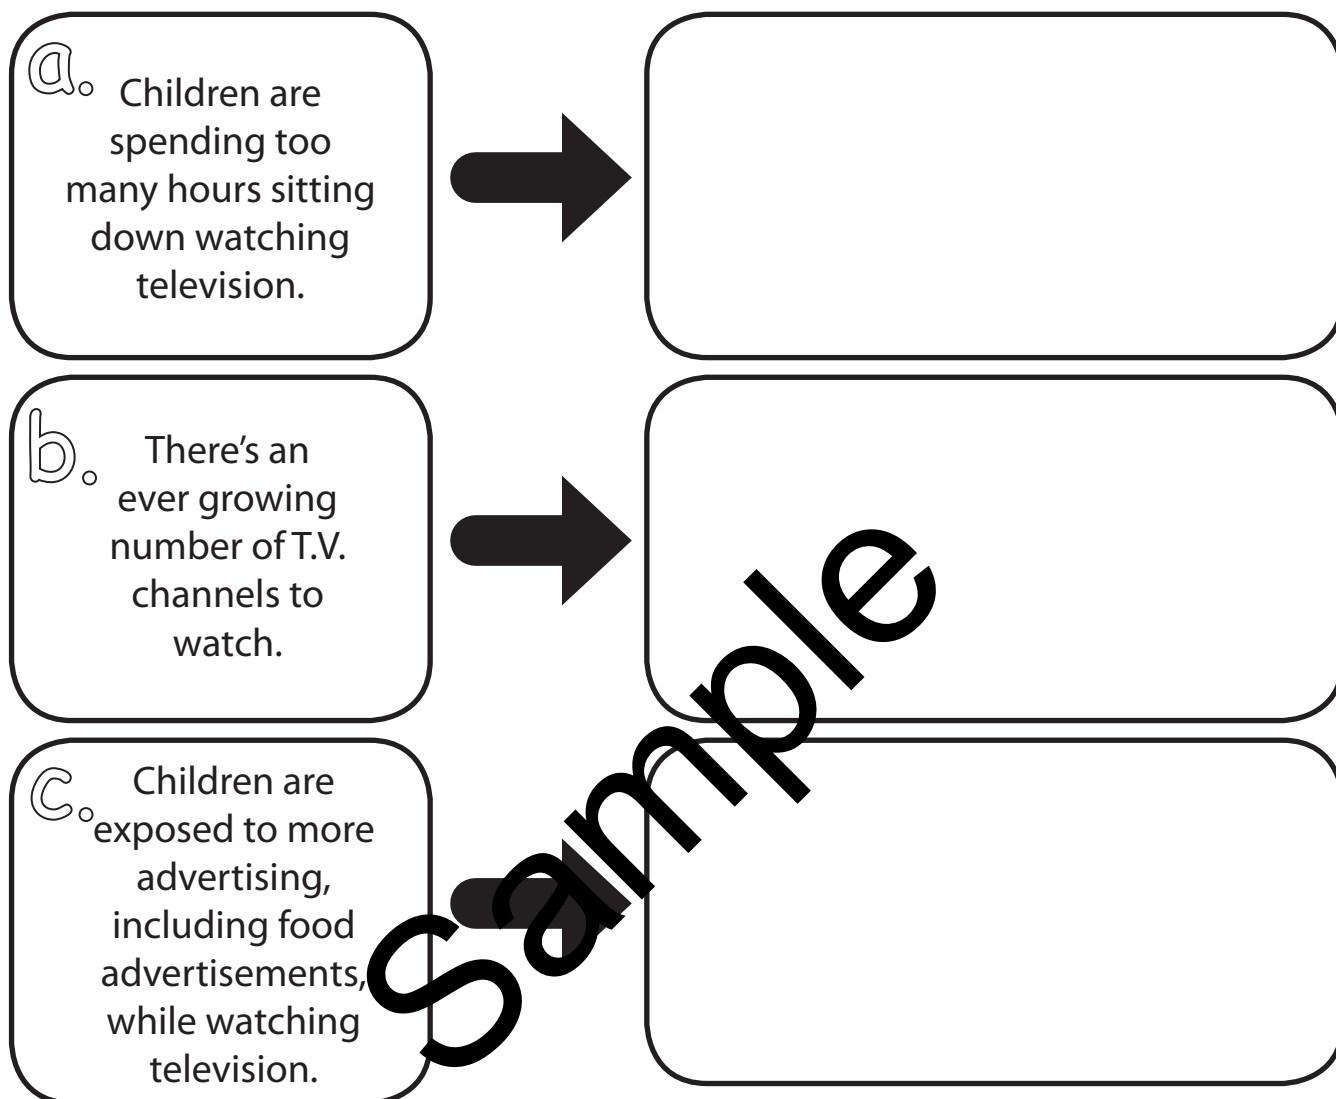 a.
Children are
spending too
many hours sitting
down watching
television.
b.
There’s an
ever growing
number of T.V.
channels to
watch.
c.
Children are
exposed to more
advertising,
including food
advertisements,
while watching
television.
Sample